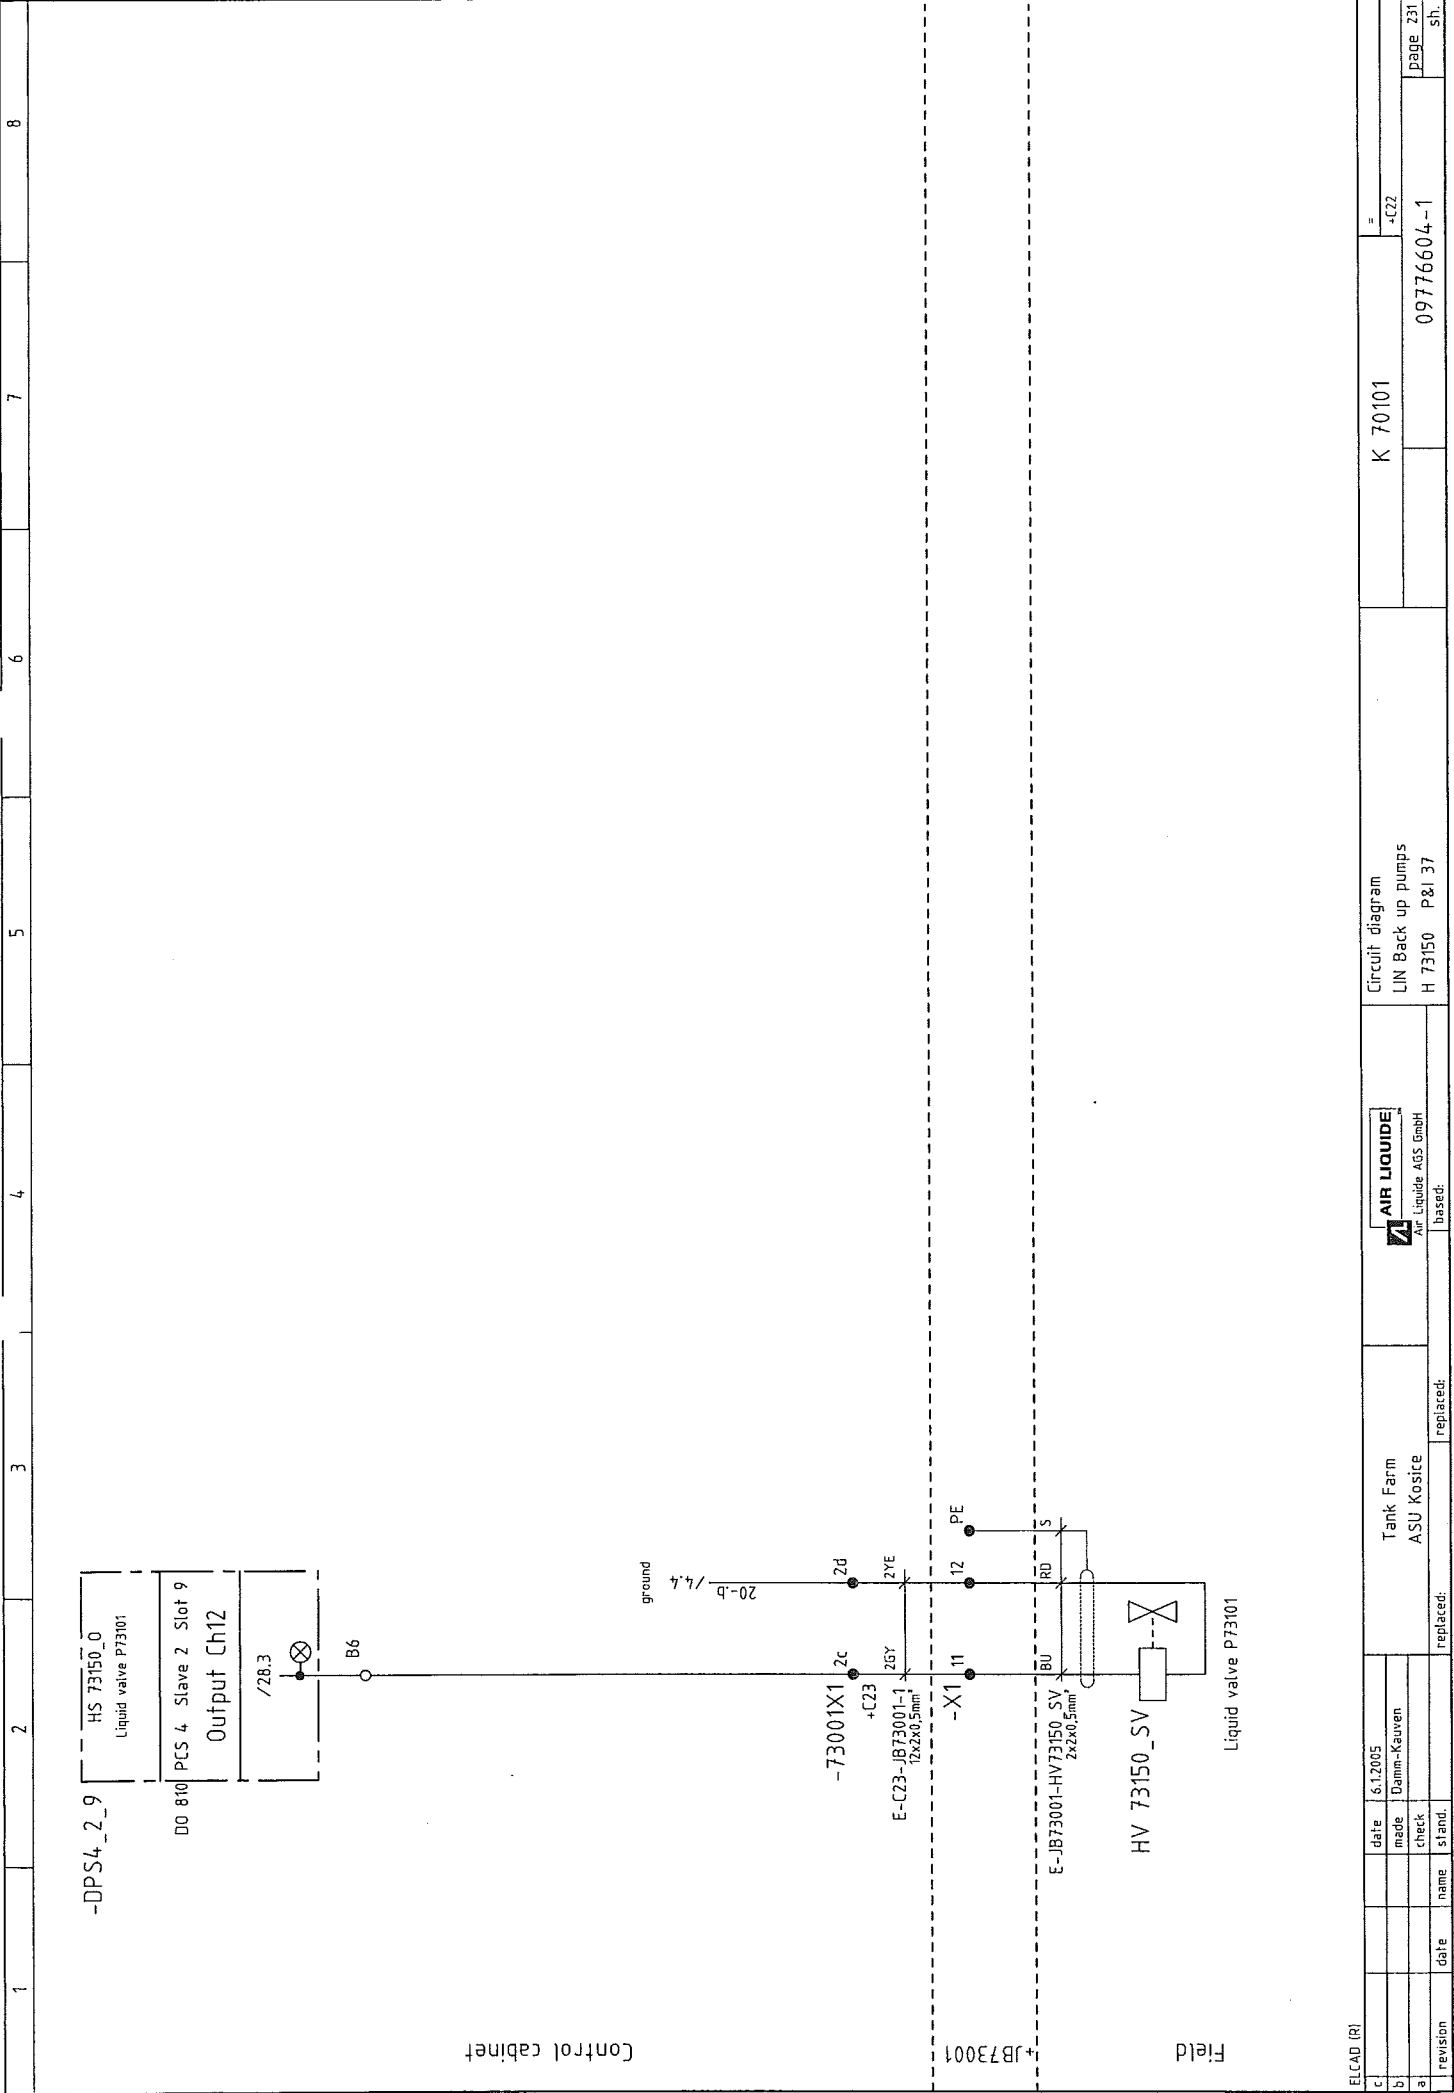 1 2 3 4 5 6 7 8
-DPS4_2_9
HS 73150_O
Liquid valve P73101
DO 810 PCS 4 Slave 2 Slot 9
Output Ch12
/28.3
B6
ground
/4.4
20-.b
-73001X1 2c 2d
+C23
2GY 2YE
E-C23-JB73001-1
12x2x0,5mm²
-X1 11 12 PE
BU RD S
E-JB73001-HV73150_SV
2x2x0,5mm²
HV 73150_SV
Liquid valve P73101
Control cabinet
+JB73001
Field
ELCAD (R)
c
b
a
revision date name
date 6.1.2005
made Damm-Kauven
check
stand.
Tank Farm
ASU Kosice
replaced: replaced: based:
AIR LIQUIDE
Air Liquide AGS GmbH
Circuit diagram
LIN Back up pumps
H 73150 P&I 37
K 70101
=
+C22
09776604-1
page 231
sh.